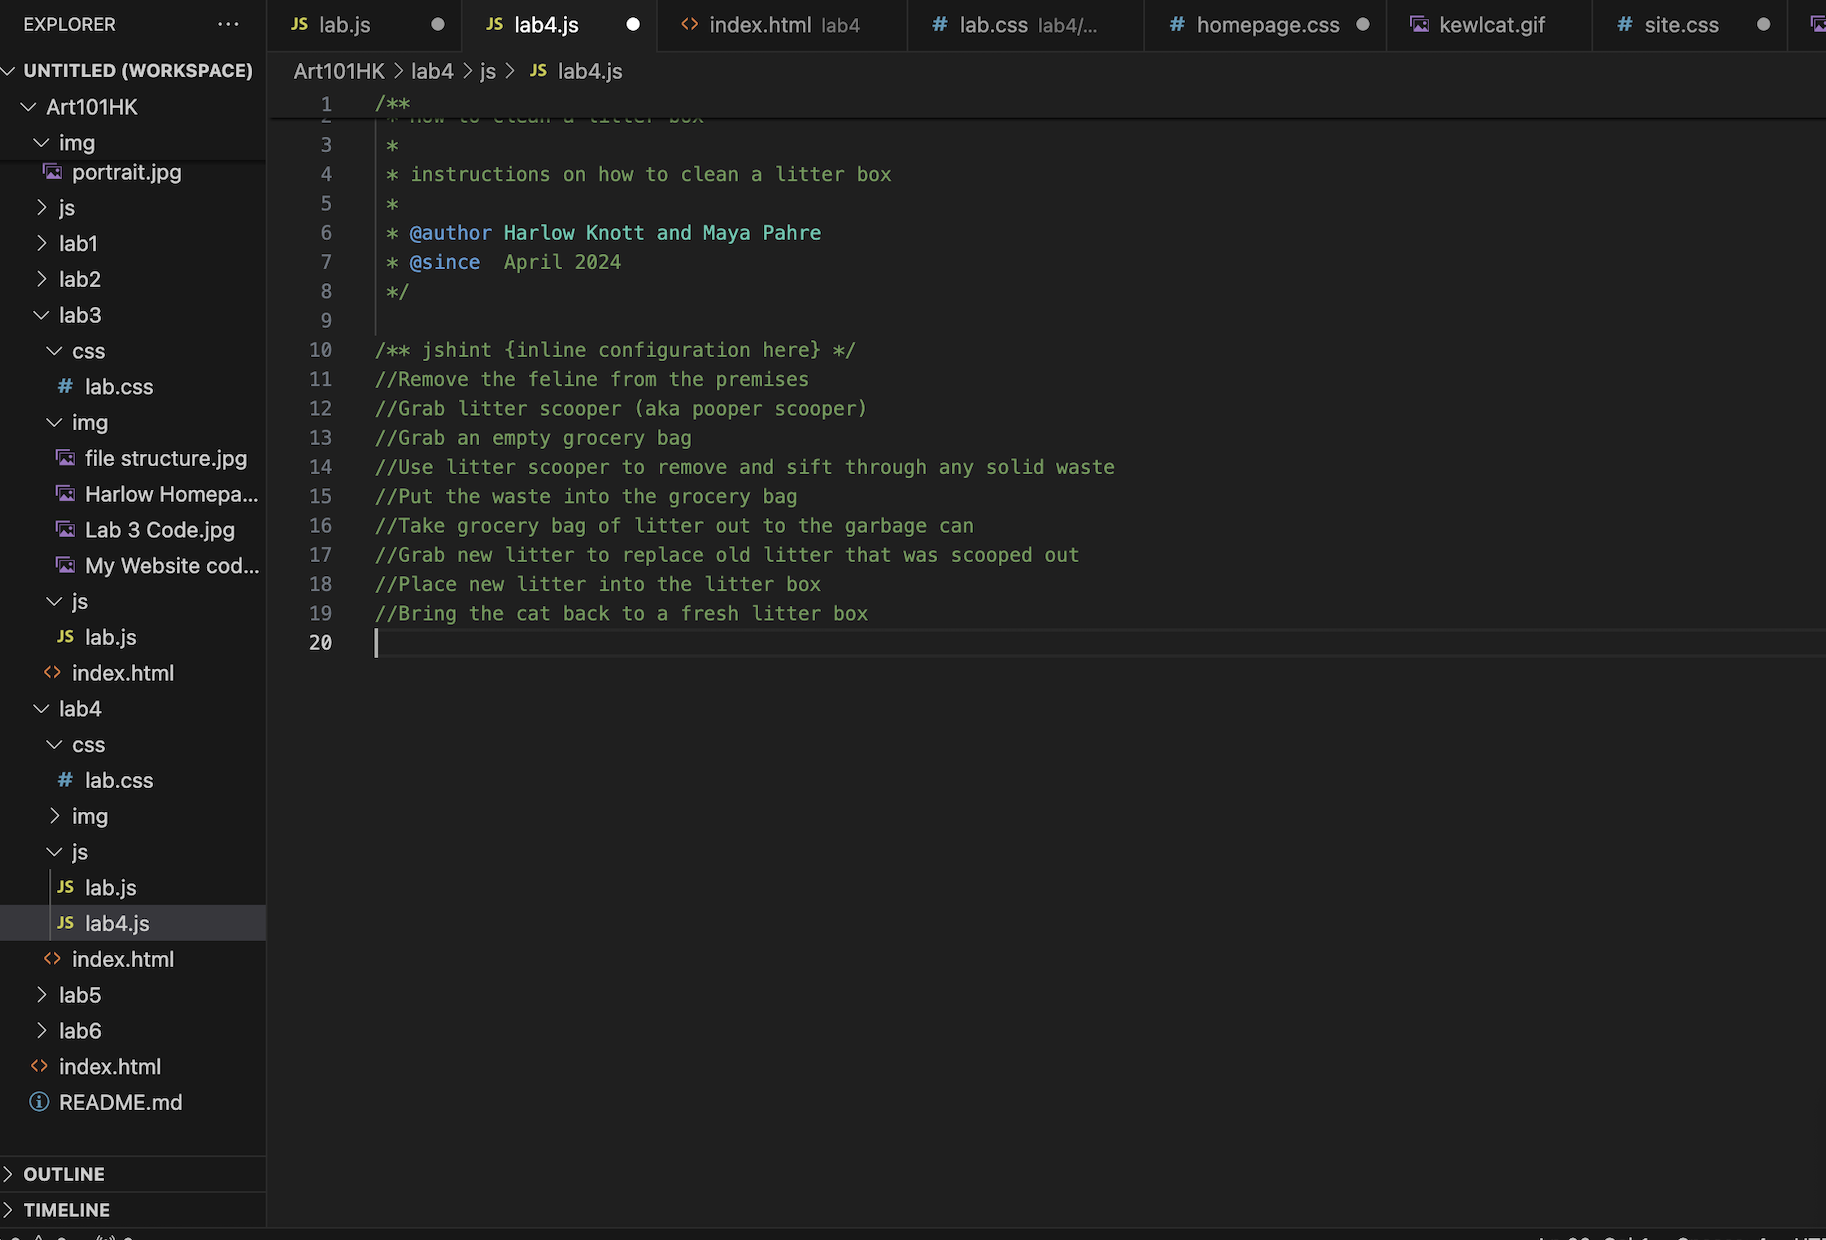 EXPLORER ...
JS lab.js
JS lab4.js
<> index.html lab4
# lab.css lab4/...
# homepage.css
kewlcat.gif
# site.css
UNTITLED (WORKSPACE)
Art101HK
img
portrait.jpg
js
lab1
lab2
lab3
css
# lab.css
img
file structure.jpg
Harlow Homepa...
Lab 3 Code.jpg
My Website cod...
js
JS lab.js
<> index.html
lab4
css
# lab.css
img
js
JS lab.js
JS lab4.js
<> index.html
lab5
lab6
<> index.html
README.md
OUTLINE
TIMELINE
Art101HK > lab4 > js > JS lab4.js
1 /**
2 * how to clean a litter box
3 *
4 * instructions on how to clean a litter box
5 *
6 * @author Harlow Knott and Maya Pahre
7 * @since  April 2024
8 */
9
10 /** jshint {inline configuration here} */
11 //Remove the feline from the premises
12 //Grab litter scooper (aka pooper scooper)
13 //Grab an empty grocery bag
14 //Use litter scooper to remove and sift through any solid waste
15 //Put the waste into the grocery bag
16 //Take grocery bag of litter out to the garbage can
17 //Grab new litter to replace old litter that was scooped out
18 //Place new litter into the litter box
19 //Bring the cat back to a fresh litter box
20